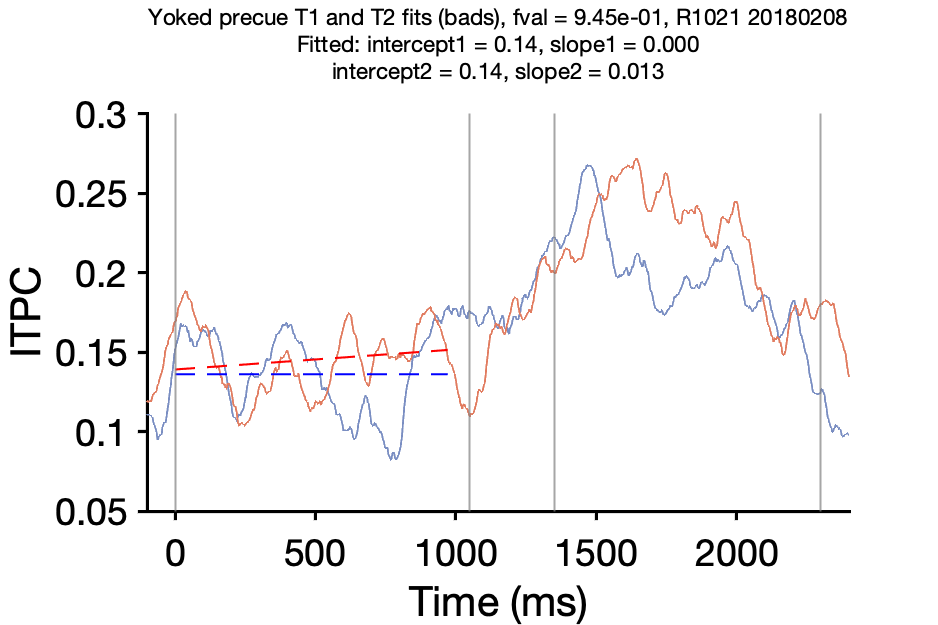 Yoked precue T1 and T2 fits (bads), fval = 9.45e-01, R1021 20180208
Fitted: intercept1 = 0.14, slope1 = 0.000
intercept2 = 0.14, slope2 = 0.013
0.3
0.25
0.2
0.15
0.1
0.05
ITPC
0 500 1000 1500 2000
Time (ms)